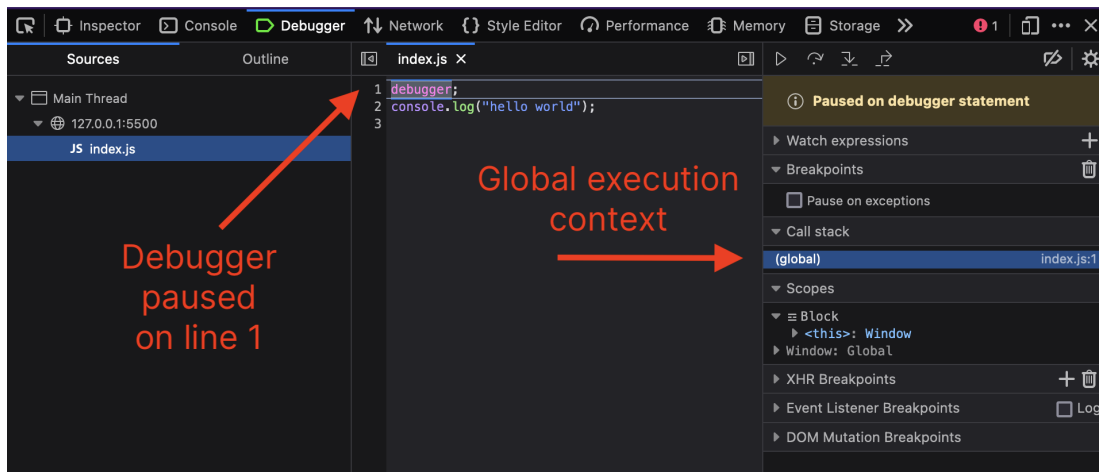 Inspector Console Debugger Network {} Style Editor Performance Memory Storage 1
Sources Outline index.js
Main Thread
127.0.0.1:5500
JS index.js
1 debugger;
2 console.log("hello world");
3
Debugger
paused
on line 1
Global execution
context
Paused on debugger statement
Watch expressions
Breakpoints
Pause on exceptions
Call stack
(global) index.js:1
Scopes
Block
<this>: Window
Window: Global
XHR Breakpoints
Event Listener Breakpoints Log
DOM Mutation Breakpoints